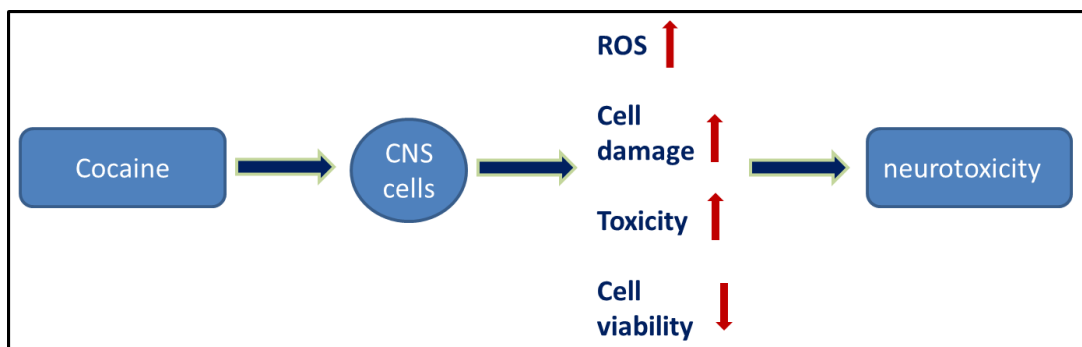 Cocaine
CNS
cells
ROS
Cell
damage
Toxicity
Cell
viability
neurotoxicity